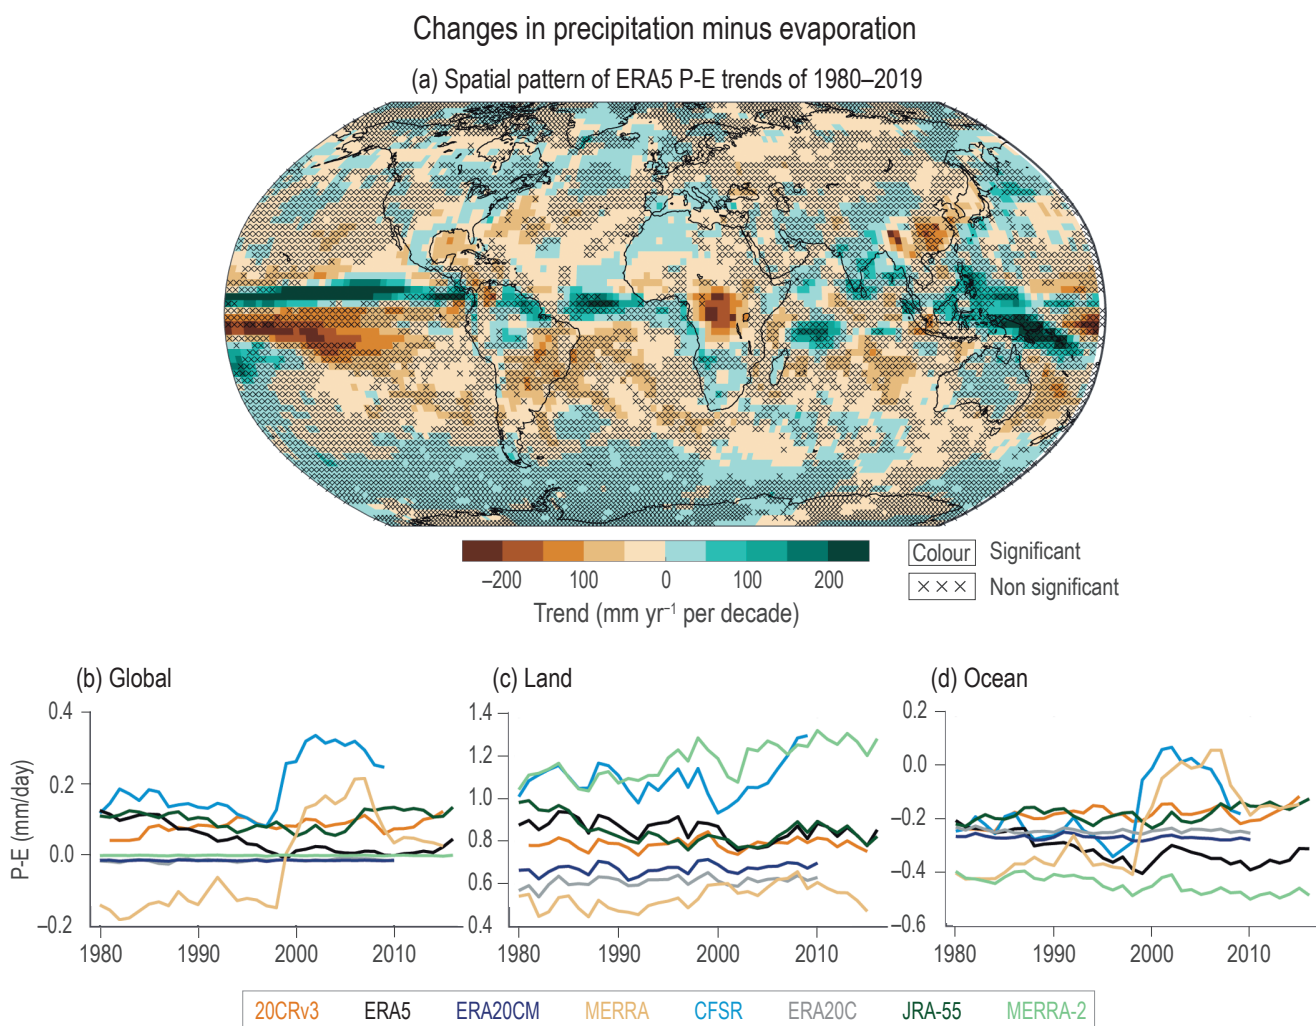 Changes in precipitation minus evaporation
(a) Spatial pattern of ERA5 P-E trends of 1980–2019
–200 100 0 100 200
Trend (mm yr⁻¹ per decade)
Colour Significant
××× Non significant
(b) Global
P-E (mm/day)
0.4
0.2
0.0
–0.2
1980 1990 2000 2010
(c) Land
1.4
1.2
1.0
0.8
0.6
0.4
1980 1990 2000 2010
(d) Ocean
0.2
0.0
–0.2
–0.4
–0.6
1980 1990 2000 2010
20CRv3 ERA5 ERA20CM MERRA CFSR ERA20C JRA-55 MERRA-2